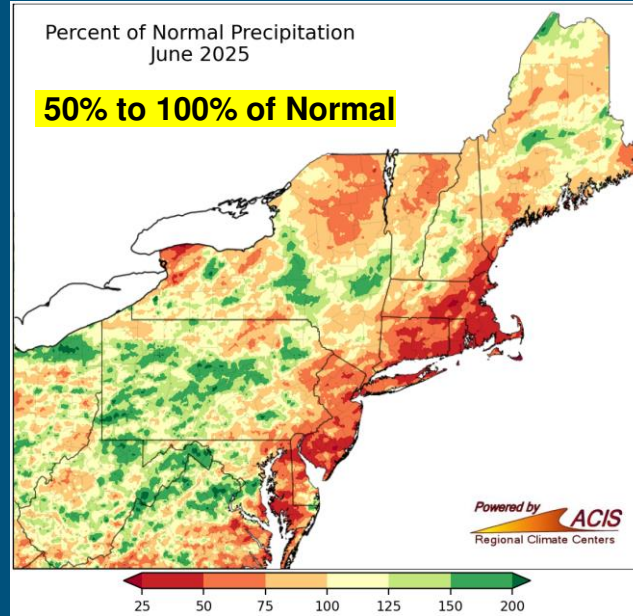 Percent of Normal Precipitation
June 2025
50% to 100% of Normal
Powered by
ACIS
Regional Climate Centers
25 50 75 100 125 150 200